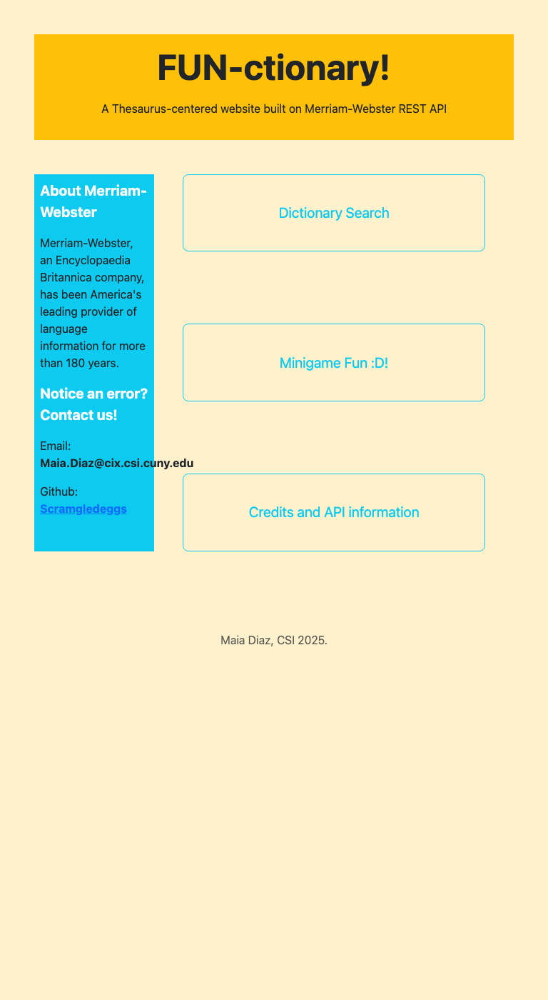 FUN-ctionary!
A Thesaurus-centered website built on Merriam-Webster REST API
About Merriam-
Webster
Merriam-Webster,
an Encyclopaedia
Britannica company,
has been America's
leading provider of
language
information for more
than 180 years.
Notice an error?
Contact us!
Email:
Maia.Diaz@cix.csi.cuny.edu
Github:
Scramgledeggs
Dictionary Search
Minigame Fun :D!
Credits and API information
Maia Diaz, CSI 2025.